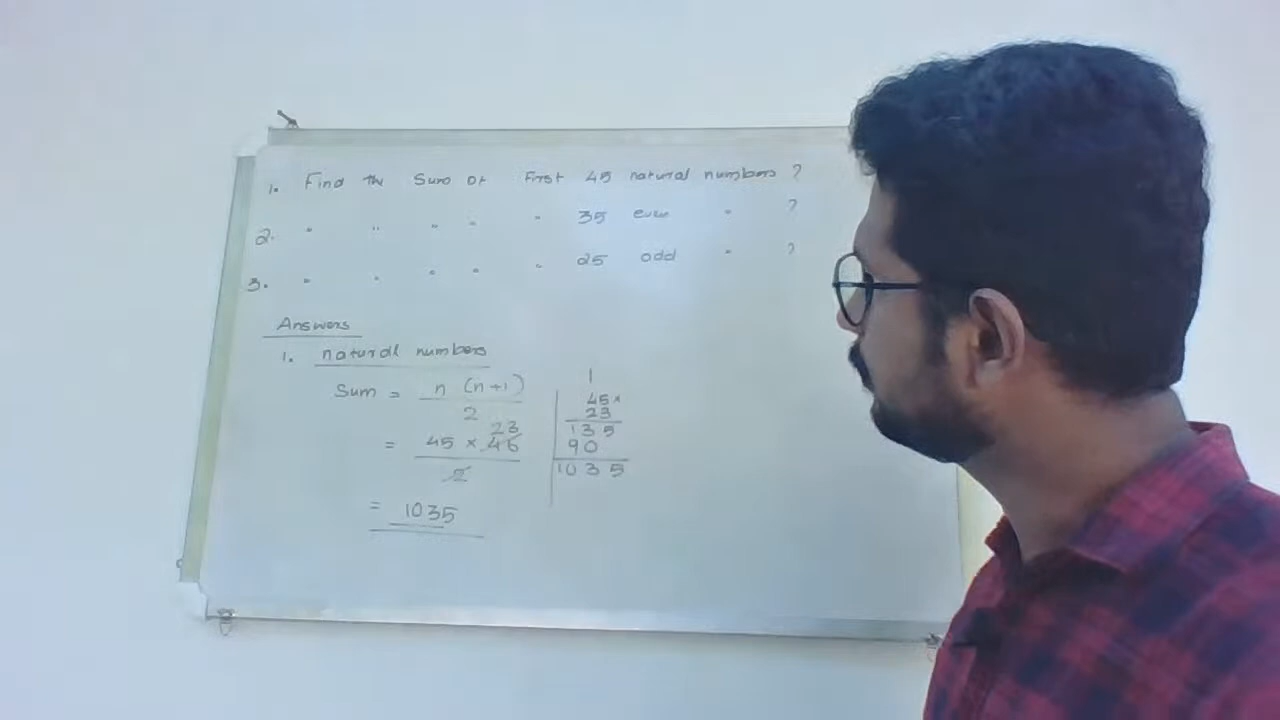 1. Find the Sum of First 45 natural numbers ?
2. " " " " " 35 even " ?
3. " " " " " 25 odd " ?
Answers
1. natural numbers
Sum = n (n+1)
2
= 45 × 46 23
2
= 1035
1
45×
23
135
90
1035